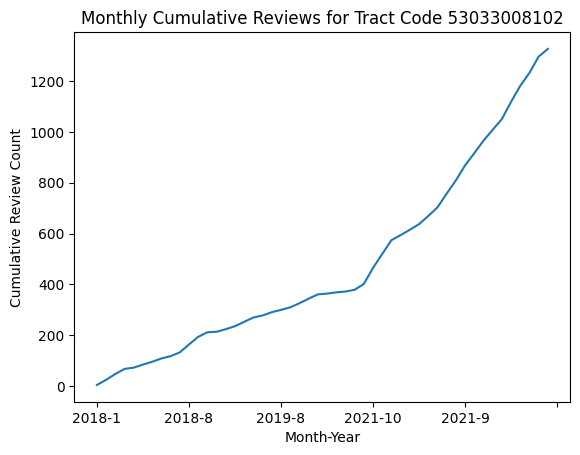 Monthly Cumulative Reviews for Tract Code 53033008102
Cumulative Review Count
1200
1000
800
600
400
200
0
2018-1 2018-8 2019-8 2021-10 2021-9
Month-Year